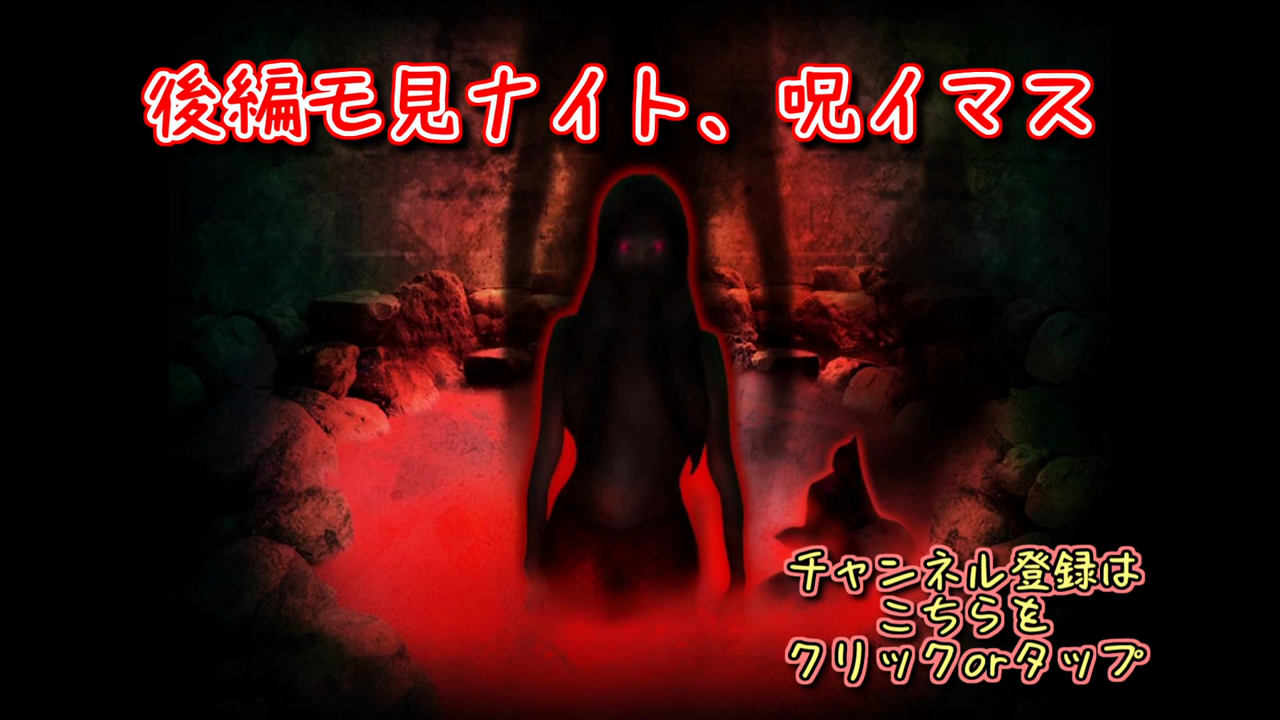 後編モ見ナイト、呪イマス
チャンネル登録は
こちらを
クリックorタップ